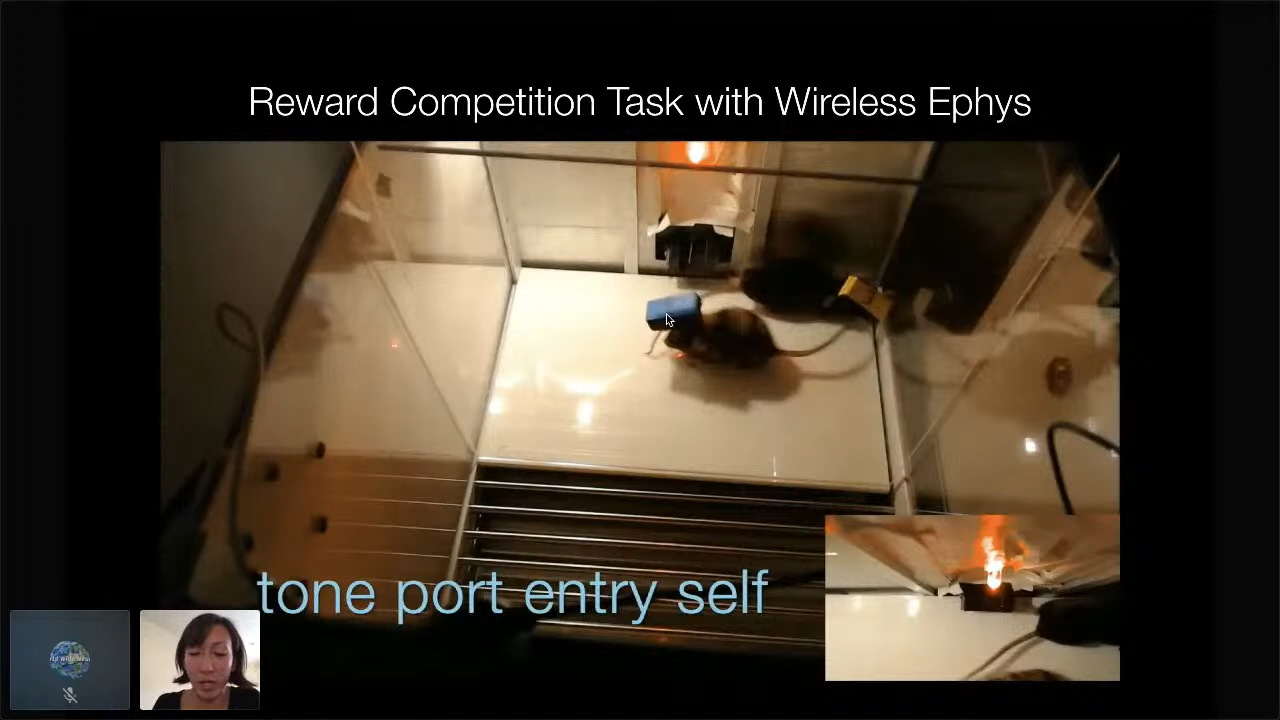 Reward Competition Task with Wireless Ephys
tone port entry self